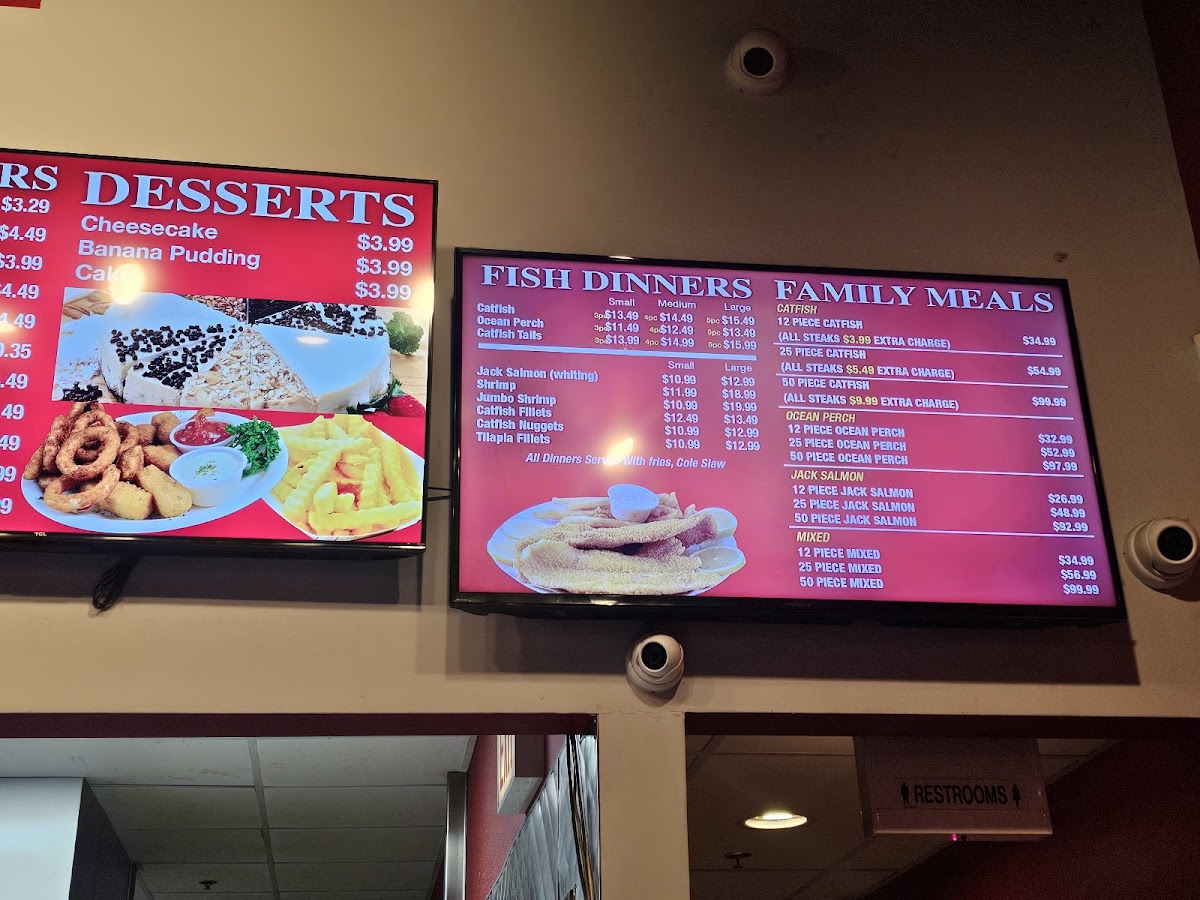 RS
$3.29
$4.49
$3.99
4.49
.49
.49
49
DESSERTS
Cheesecake $3.99
Banana Pudding $3.99
Cake $3.99
TCL
FISH DINNERS
Small Medium Large
Catfish 3pc $13.49 4pc $14.49 5pc $15.49
Ocean Perch 3pc $11.49 4pc $12.49 5pc $13.49
Catfish Tails 3pc $13.99 4pc $14.99 5pc $15.99
Small Large
Jack Salmon (whiting) $10.99 $12.99
Shrimp $11.99 $18.99
Jumbo Shrimp $10.99 $19.99
Catfish Fillets $12.49 $13.49
Catfish Nuggets $10.99 $12.99
Tilapia Fillets $10.99 $12.99
All Dinners Served With fries, Cole Slaw
FAMILY MEALS
CATFISH
12 PIECE CATFISH
(ALL STEAKS $3.99 EXTRA CHARGE) $34.99
25 PIECE CATFISH
(ALL STEAKS $5.49 EXTRA CHARGE) $54.99
50 PIECE CATFISH
(ALL STEAKS $9.99 EXTRA CHARGE) $99.99
OCEAN PERCH
12 PIECE OCEAN PERCH $32.99
25 PIECE OCEAN PERCH $52.99
50 PIECE OCEAN PERCH $97.99
JACK SALMON
12 PIECE JACK SALMON $26.99
25 PIECE JACK SALMON $48.99
50 PIECE JACK SALMON $92.99
MIXED
12 PIECE MIXED $34.99
25 PIECE MIXED $56.99
50 PIECE MIXED $99.99
RESTROOMS